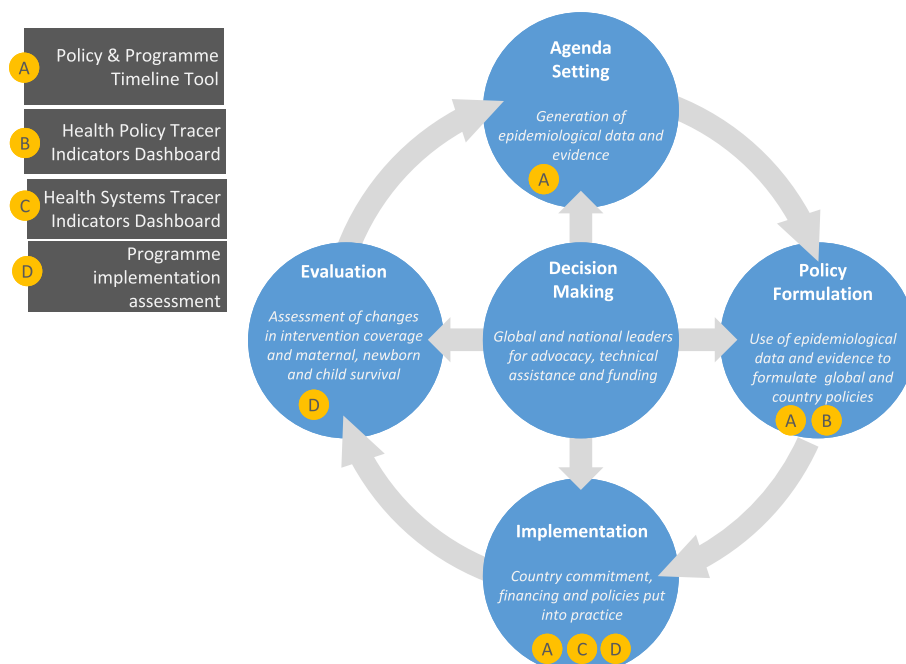 A
Policy & Programme
Timeline Tool
B
Health Policy Tracer
Indicators Dashboard
C
Health Systems Tracer
Indicators Dashboard
D
Programme
implementation
assessment
Agenda
Setting
Generation of
epidemiological data and
evidence
A
Evaluation
Assessment of changes
in intervention coverage
and maternal, newborn
and child survival
D
Decision
Making
Global and national leaders
for advocacy, technical
assistance and funding
Policy
Formulation
Use of epidemiological
data and evidence to
formulate global and
country policies
A B
Implementation
Country commitment,
financing and policies put
into practice
A C D